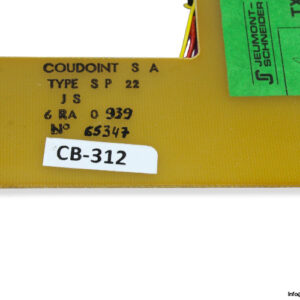 COUDOINT S A
TYPE S P 22
J S
6 RA 0 939
N° 65347
CB-312
JEUMONT-
SCHNEIDER